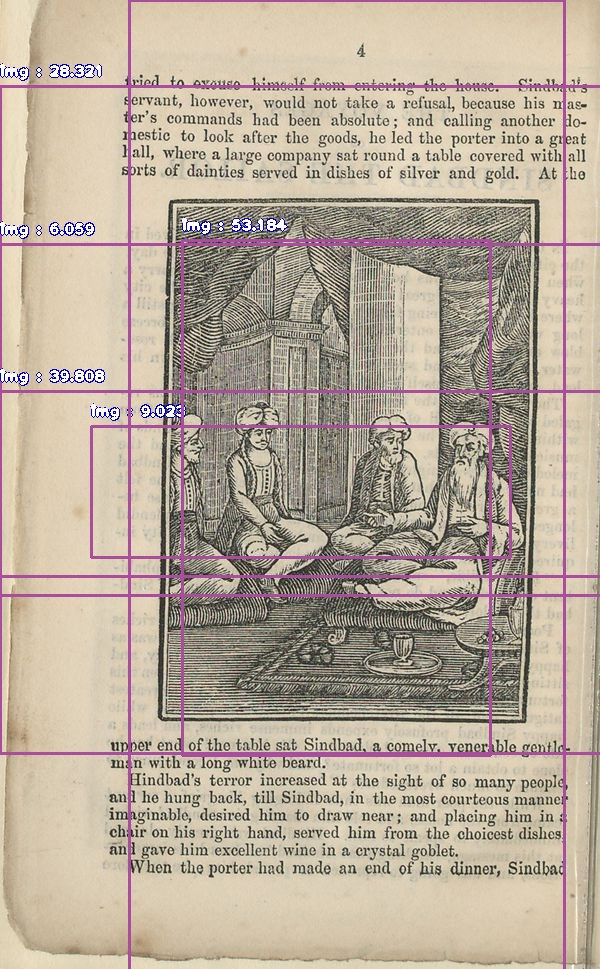 4
tried to excuse himself from entering the house. Sindbad's
servant, however, would not take a refusal, because his mas-
ter's commands had been absolute; and calling another do-
mestic to look after the goods, he led the porter into a great
hall, where a large company sat round a table covered with all
sorts of dainties served in dishes of silver and gold. At the
Img : 28.321
Img : 6.059
Img : 53.184
Img : 39.808
Img : 9.023
upper end of the table sat Sindbad, a comely, venerable gentle-
man with a long white beard.
Hindbad's terror increased at the sight of so many people,
and he hung back, till Sindbad, in the most courteous manner
imaginable, desired him to draw near; and placing him in a
chair on his right hand, served him from the choicest dishes,
and gave him excellent wine in a crystal goblet.
When the porter had made an end of his dinner, Sindbad